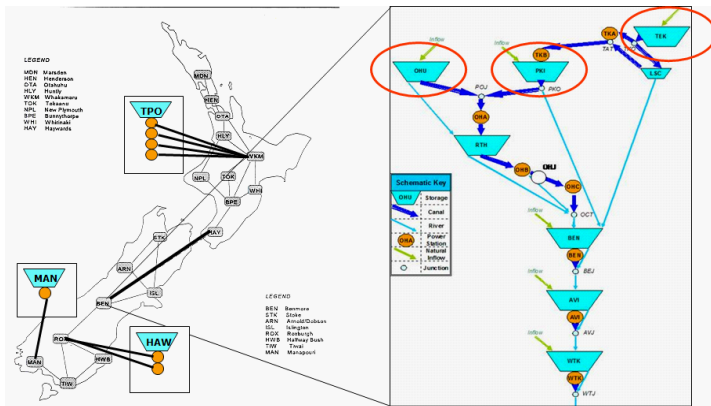 LEGEND
MDN Marsden
HEN Henderson
OTA Otahuhu
HLY Huntly
WKM Whakamaru
TOK Tokaanu
NPL New Plymouth
BPE Bunnythorpe
WHI Whirinaki
HAY Haywards
MDN
HEN
OTA
HLY
WKM
NPL
TOK
WHI
BPE
HAY
STK
ARN
ISL
BEN
ROX
HWB
MAN
TIW
TPO
MAN
HAW
LEGEND
BEN Benmore
STK Stoke
ARN Arnold/Dobson
ISL Islington
ROX Roxburgh
HWB Halfway Bush
TIW Tiwai
MAN Manapouri
Inflow
TEK
TKA
TAT
LSC
Inflow
TKB
PKI
PKO
Inflow
OHU
POJ
OHA
RTH
OHB
OHJ
OHC
OCT
Inflow
BEN
BEN
BEJ
Inflow
AVI
AVI
AVJ
Inflow
WTK
WTK
WTJ
Schematic Key
OHU Storage
Canal
River
OHA Power Station
Natural Inflow
Junction